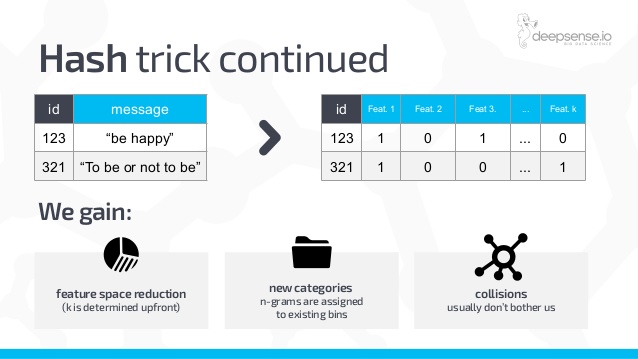 deepsense.io
BIG DATA SCIENCE
Hash trick continued
id message
123 “be happy”
321 “To be or not to be”
id Feat. 1 Feat. 2 Feat 3. ... Feat. k
123 1 0 1 ... 0
321 1 0 0 ... 1
We gain:
feature space reduction
(k is determined upfront)
new categories
n-grams are assigned
to existing bins
collisions
usually don’t bother us